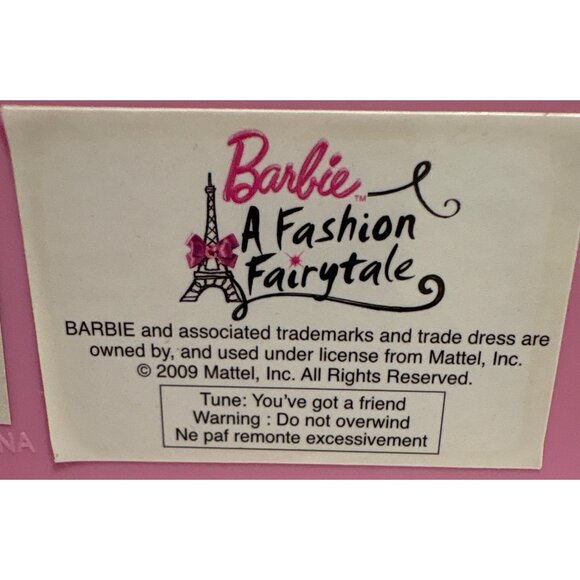 Barbie™
A Fashion
Fairytale
BARBIE and associated trademarks and trade dress are
owned by, and used under license from Mattel, Inc.
© 2009 Mattel, Inc. All Rights Reserved.
Tune: You've got a friend
Warning : Do not overwind
Ne paf remonte excessivement
NA